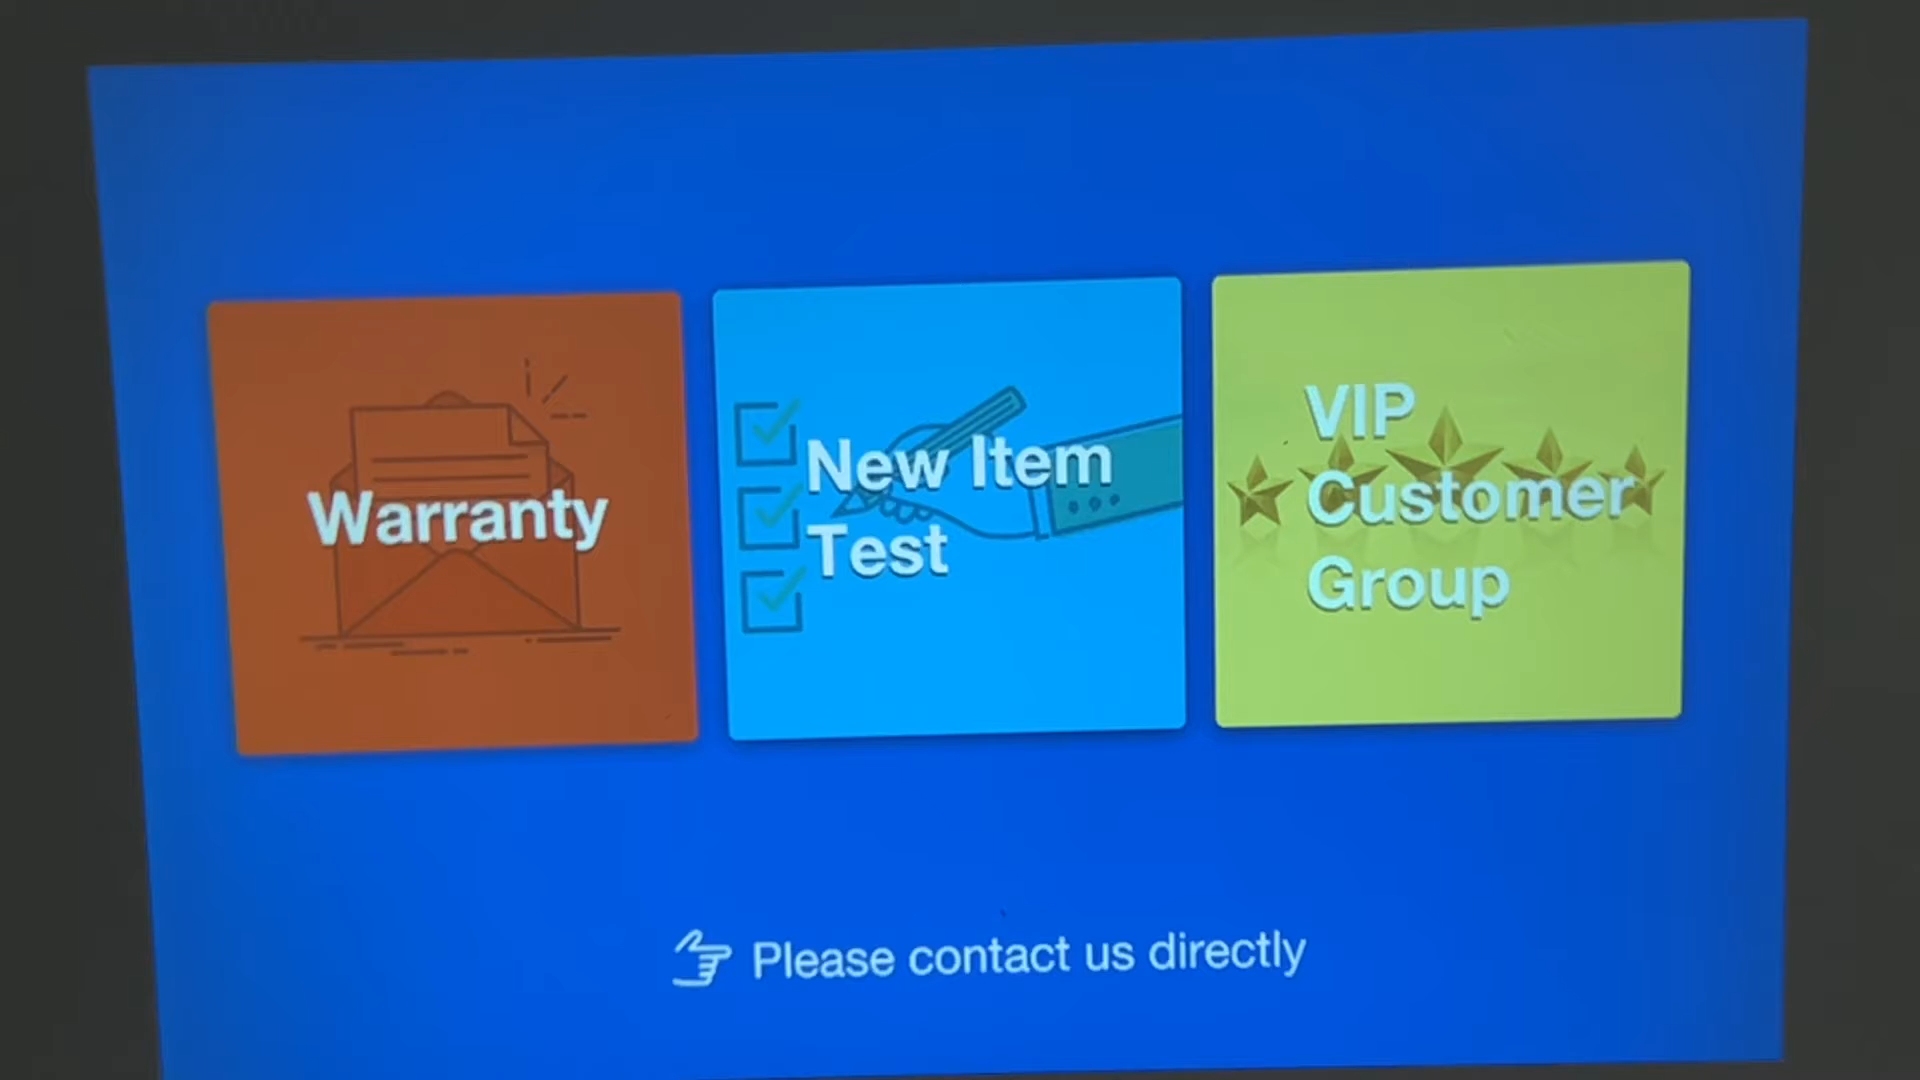 Warranty
New Item
Test
VIP
Customer
Group
Please contact us directly